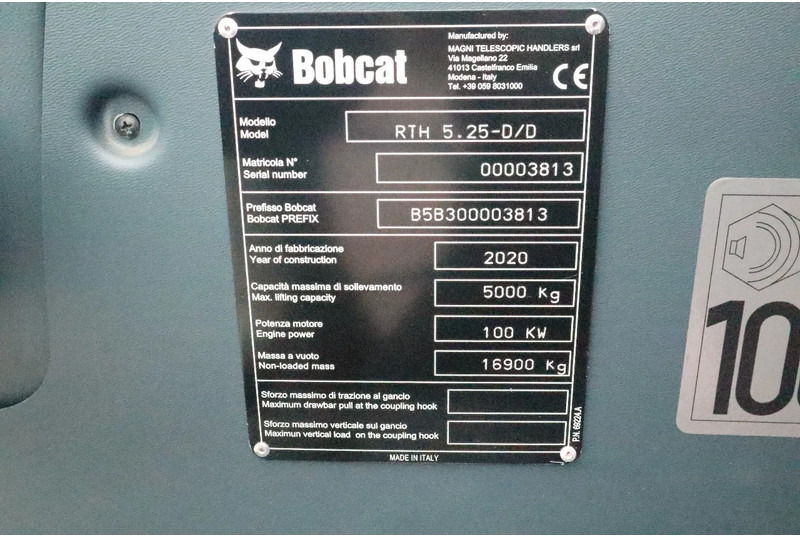 Bobcat
Manufactured by:
MAGNI TELESCOPIC HANDLERS srl
Via Magellano 22
41013 Castelfranco Emilia
Modena - Italy
Tel. +39 059 8031000
CE
Modello
Model
RTH 5.25-D/D
Matricola N°
Serial number
00003813
Prefisso Bobcat
Bobcat PREFIX
B5B300003813
Anno di fabbricazione
Year of construction
2020
Capacità massima di sollevamento
Max. lifting capacity
5000 Kg
Potenza motore
Engine power
100 KW
Massa a vuoto
Non-loaded mass
16900 Kg
Sforzo massimo di trazione al gancio
Maximum drawbar pull at the coupling hook
Sforzo massimo verticale sul gancio
Maximun vertical load on the coupling hook
P.N. 69224.A
MADE IN ITALY